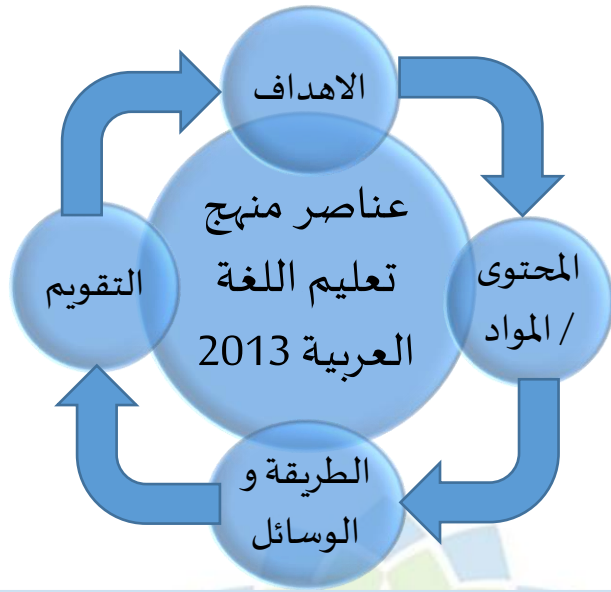 الاهداف
عناصر منهج
تعليم اللغة
العربية 2013
المحتوى
/ المواد
الطريقة و
الوسائل
التقويم